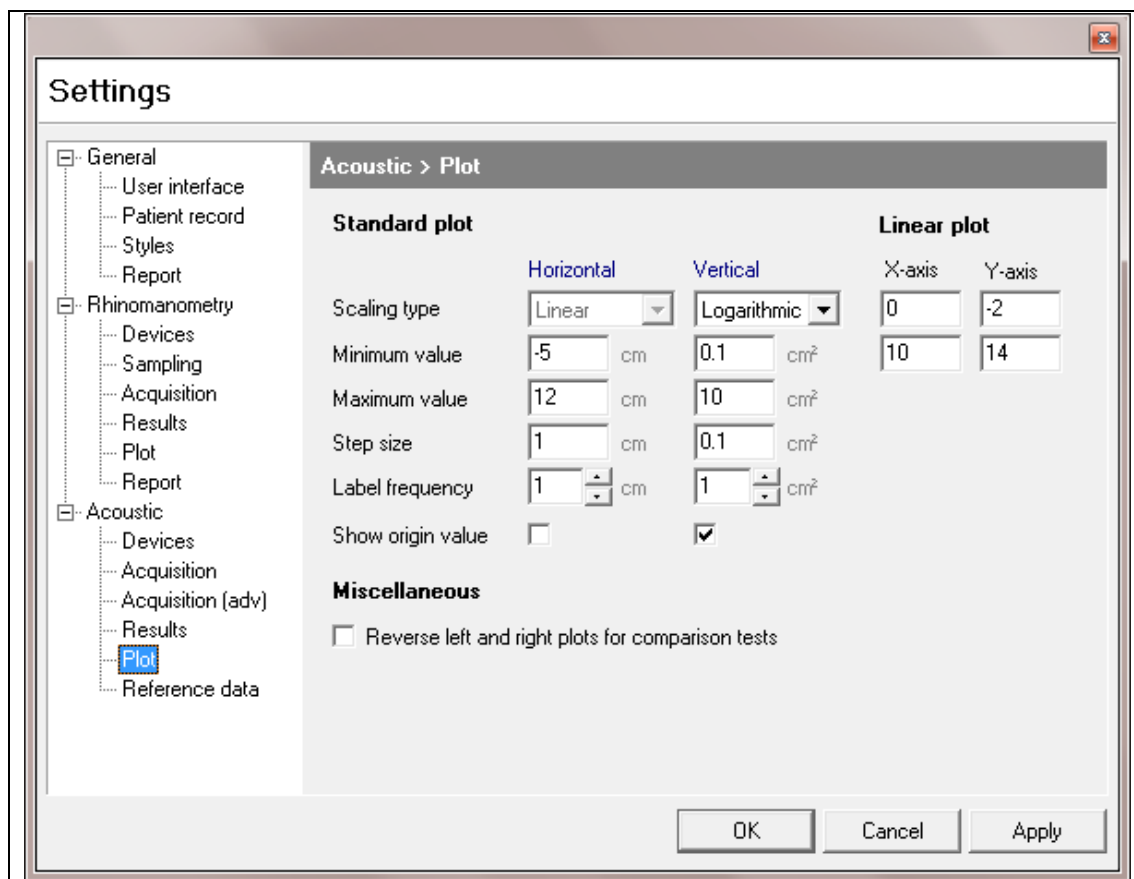 Settings
General
User interface
Patient record
Styles
Report
Rhinomanometry
Devices
Sampling
Acquisition
Results
Plot
Report
Acoustic
Devices
Acquisition
Acquisition (adv)
Results
Plot
Reference data
Acoustic > Plot
Standard plot Linear plot
Horizontal Vertical X-axis Y-axis
Scaling type Linear Logarithmic 0 -2
Minimum value -5 cm 0.1 cm² 10 14
Maximum value 12 cm 10 cm²
Step size 1 cm 0.1 cm²
Label frequency 1 cm 1 cm²
Show origin value
Miscellaneous
Reverse left and right plots for comparison tests
OK Cancel Apply